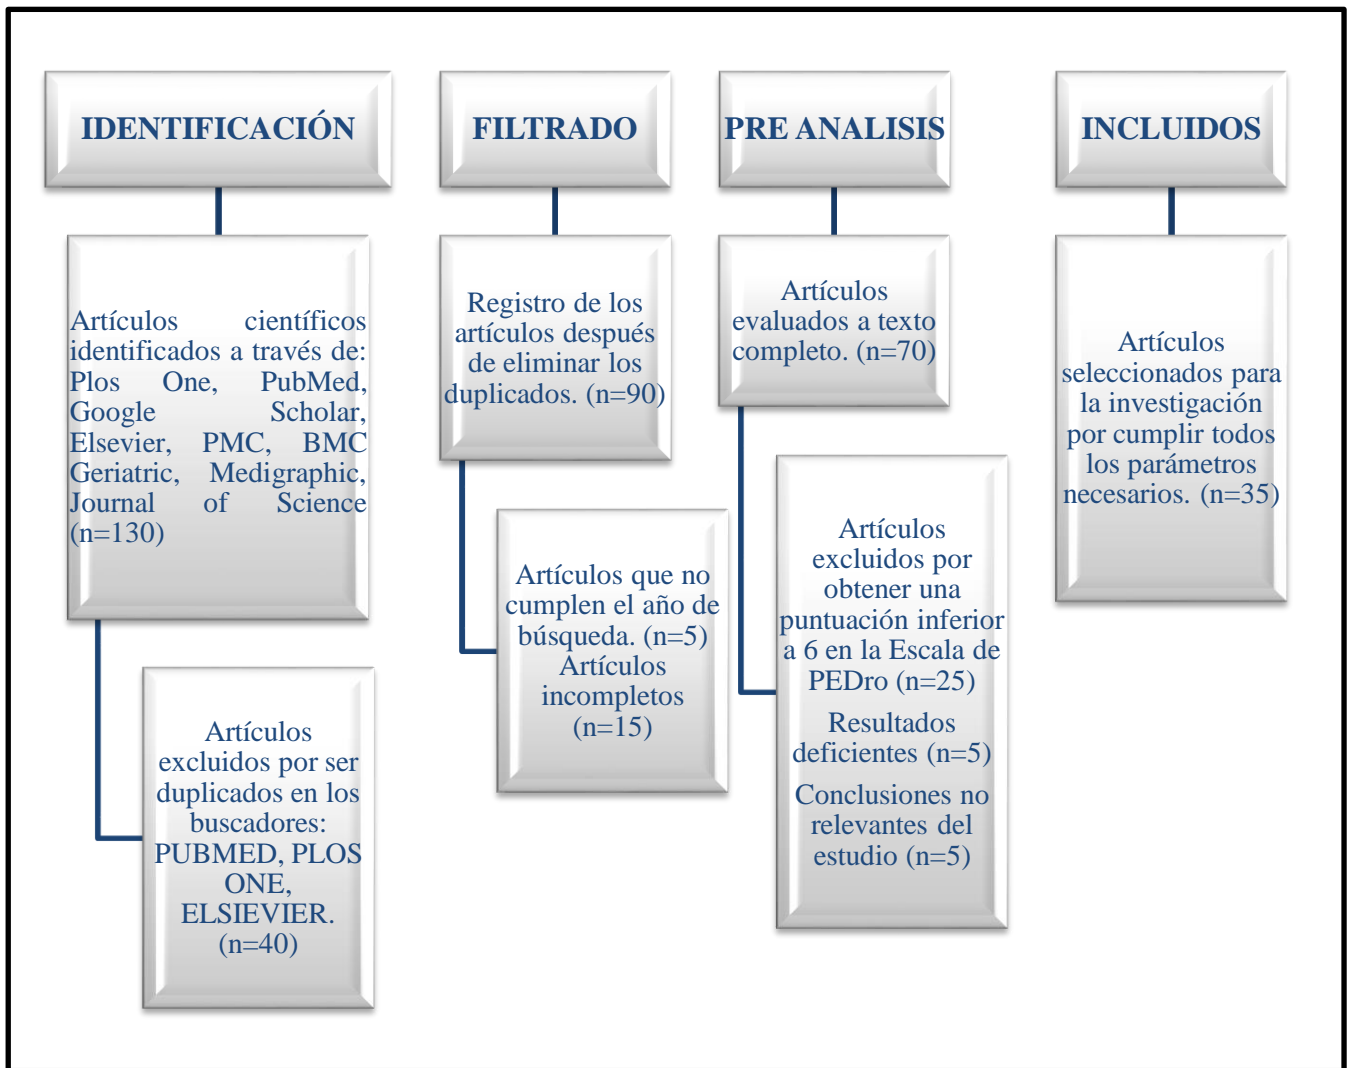 IDENTIFICACIÓN
Artículos científicos
identificados a través de:
Plos One, PubMed,
Google Scholar,
Elsevier, PMC, BMC
Geriatric, Medigraphic,
Journal of Science
(n=130)
Artículos
excluidos por ser
duplicados en los
buscadores:
PUBMED, PLOS
ONE,
ELSIEVIER.
(n=40)
FILTRADO
Registro de los
artículos después
de eliminar los
duplicados. (n=90)
Artículos que no
cumplen el año de
búsqueda. (n=5)
Artículos
incompletos
(n=15)
PRE ANALISIS
Artículos
evaluados a texto
completo. (n=70)
Artículos
excluidos por
obtener una
puntuación inferior
a 6 en la Escala de
PEDro (n=25)
Resultados
deficientes (n=5)
Conclusiones no
relevantes del
estudio (n=5)
INCLUIDOS
Artículos
seleccionados para
la investigación
por cumplir todos
los parámetros
necesarios. (n=35)